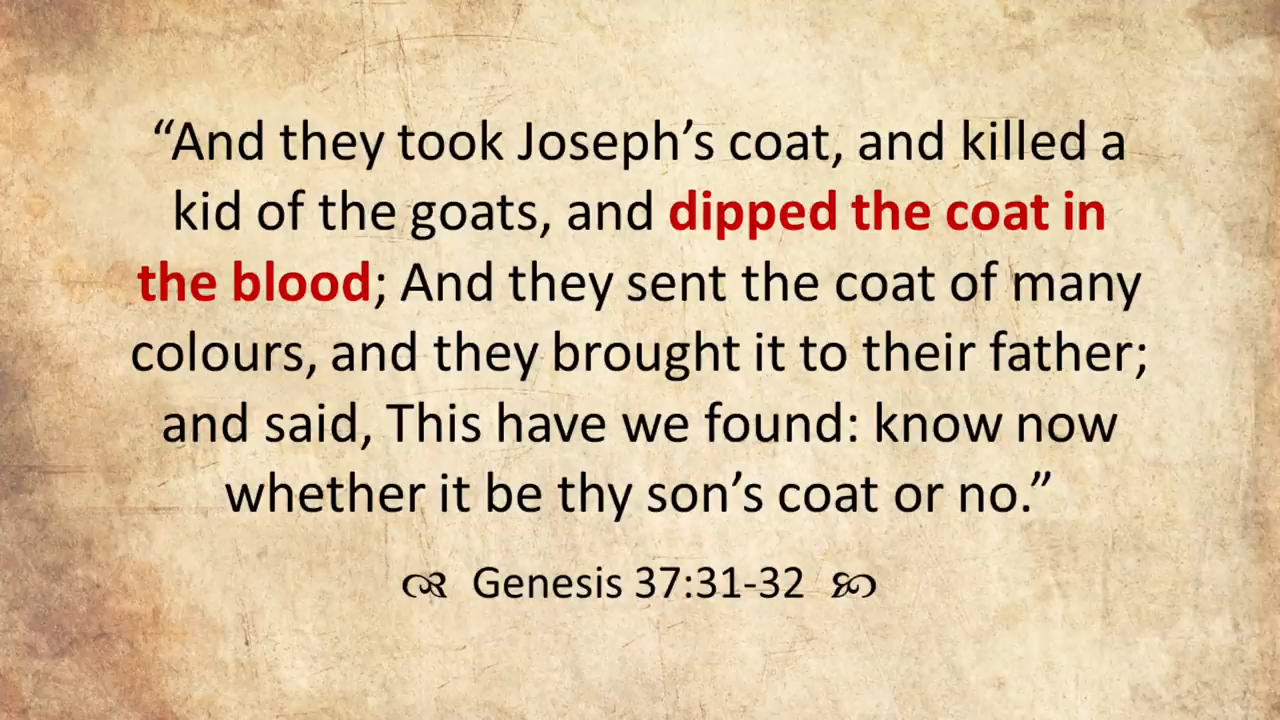 “And they took Joseph’s coat, and killed a
kid of the goats, and dipped the coat in
the blood; And they sent the coat of many
colours, and they brought it to their father;
and said, This have we found: know now
whether it be thy son’s coat or no.”
Genesis 37:31-32